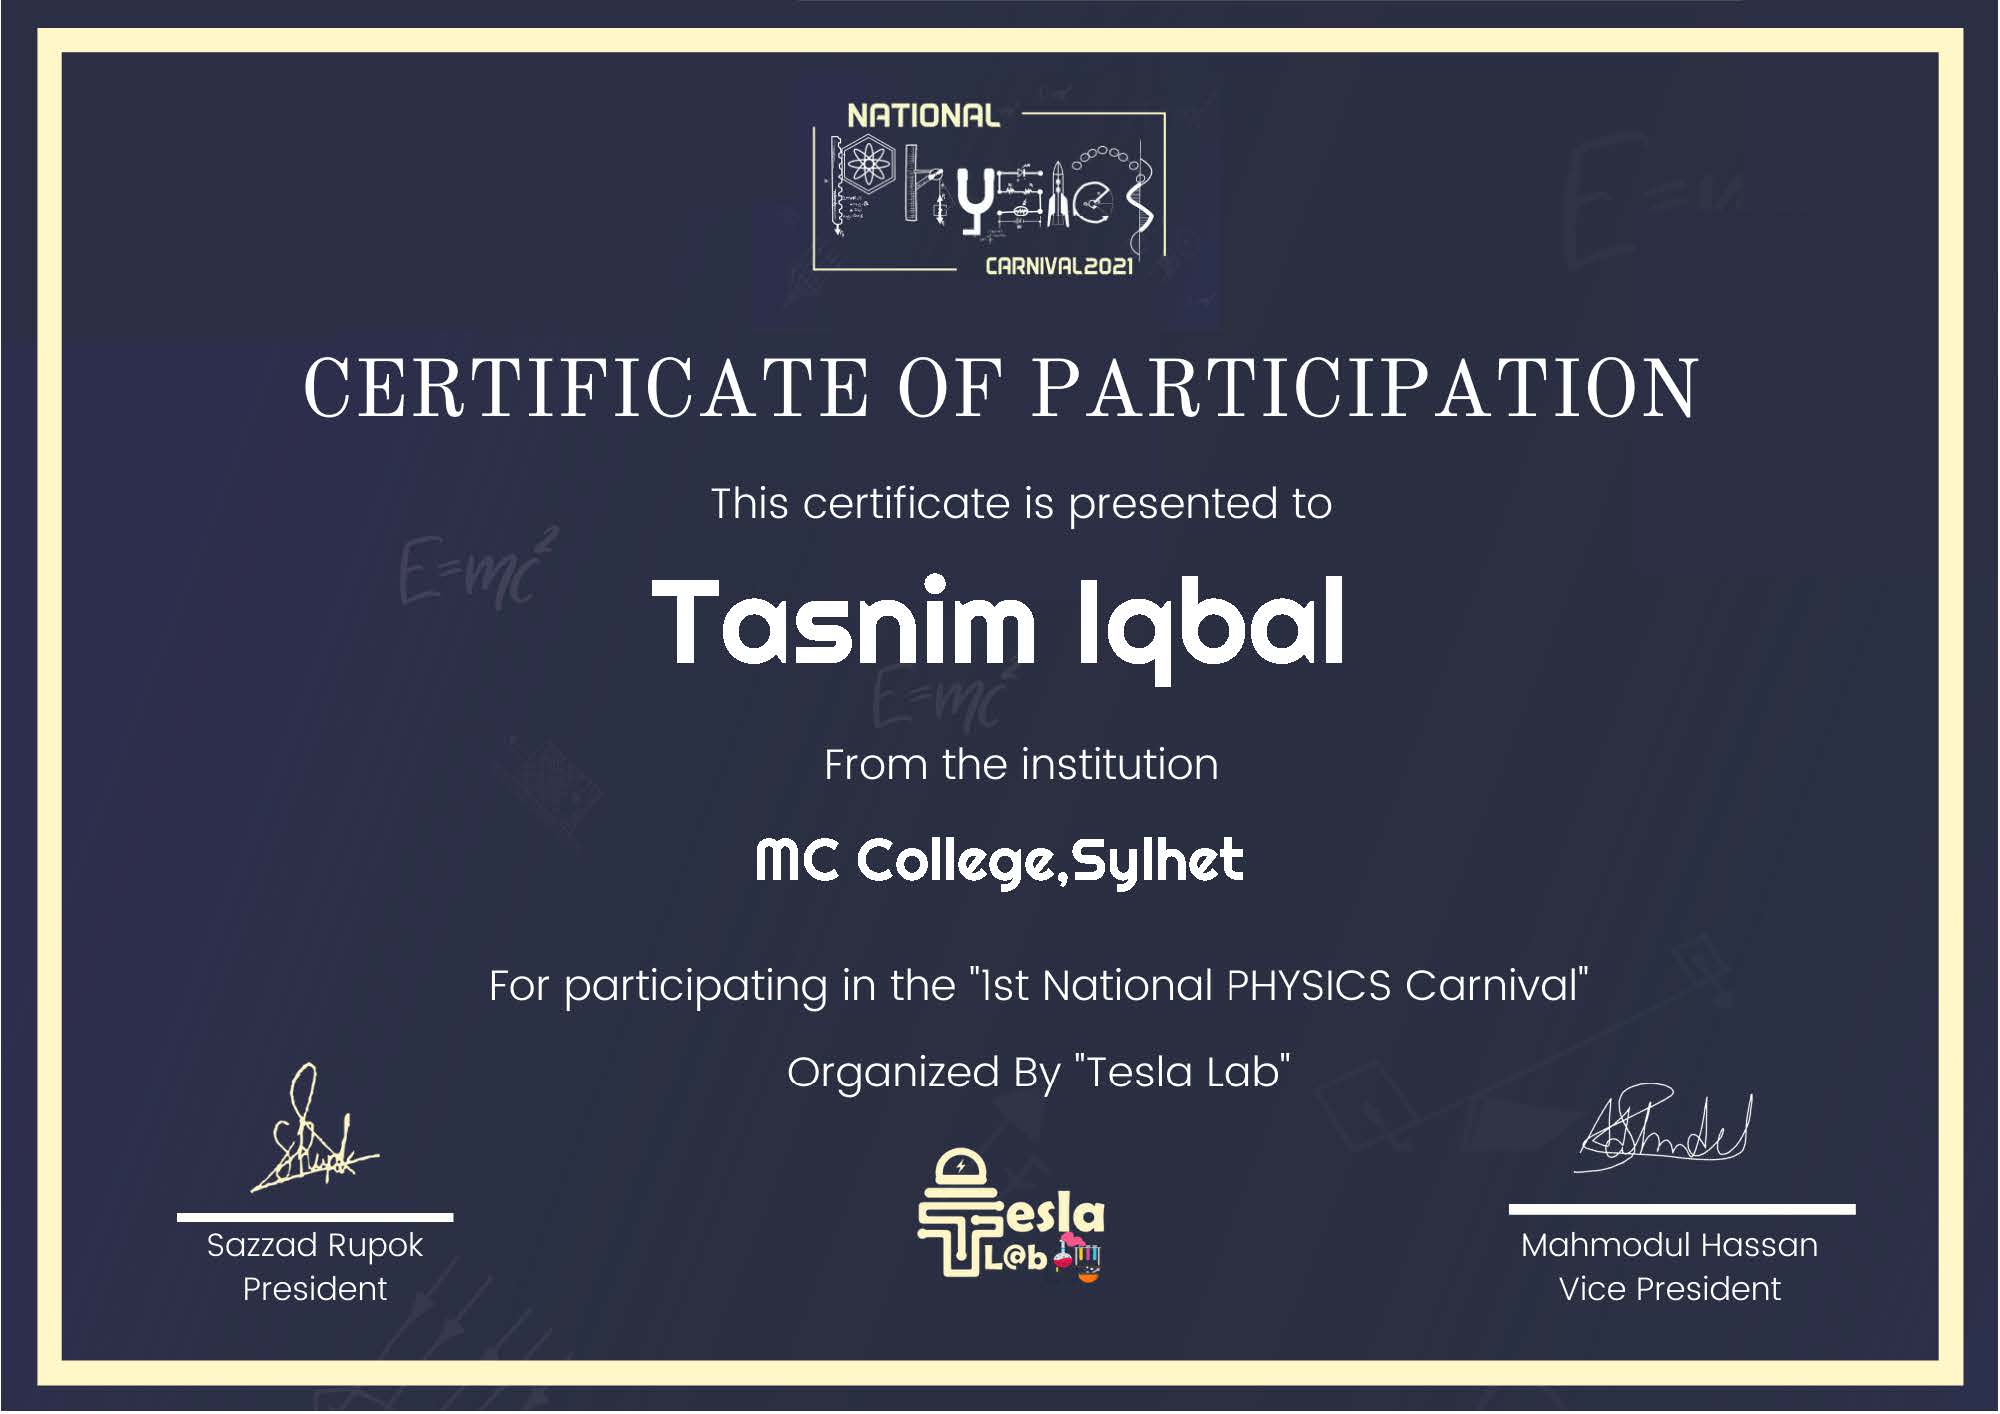 NATIONAL
Physics
CARNIVAL2021
E=m
CERTIFICATE OF PARTICIPATION
This certificate is presented to
E=mc²
Tasnim Iqbal
E=mc²
From the institution
MC College,Sylhet
For participating in the "1st National PHYSICS Carnival"
Organized By "Tesla Lab"
Sazzad Rupok
President
Tesla
L@b
Mahmodul Hassan
Vice President